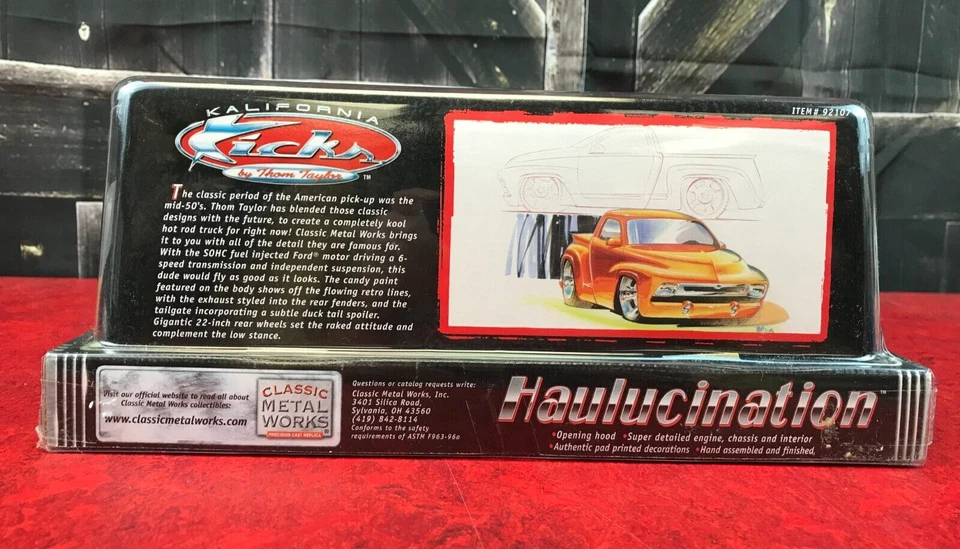 KALIFORNIA
Kicks
by Thom Taylor™
ITEM# 92107
The classic period of the American pick-up was the
mid-50's. Thom Taylor has blended those classic
designs with the future, to create a completely kool
hot rod truck for right now! Classic Metal Works brings
it to you with all of the detail they are famous for.
With the SOHC fuel injected Ford® motor driving a 6-
speed transmission and independent suspension, this
dude would fly as good as it looks. The candy paint
featured on the body shows off the flowing retro lines,
with the exhaust styled into the rear fenders, and the
tailgate incorporating a subtle duck tail spoiler.
Gigantic 22-inch rear wheels set the raked attitude and
complement the low stance.
Visit our official website to read all about
Classic Metal Works collectibles:
www.classicmetalworks.com
CLASSIC
METAL
WORKS
PRECISION CAST REPLICA
Questions or catalog requests write:
Classic Metal Works, Inc.
3401 Silica Road,
Sylvania, OH 43560
(419) 842-8114
Conforms to the safety
requirements of ASTM F963-96a
Haulucination™
•Opening hood •Super detailed engine, chassis and interior
•Authentic pad printed decorations •Hand assembled and finished.